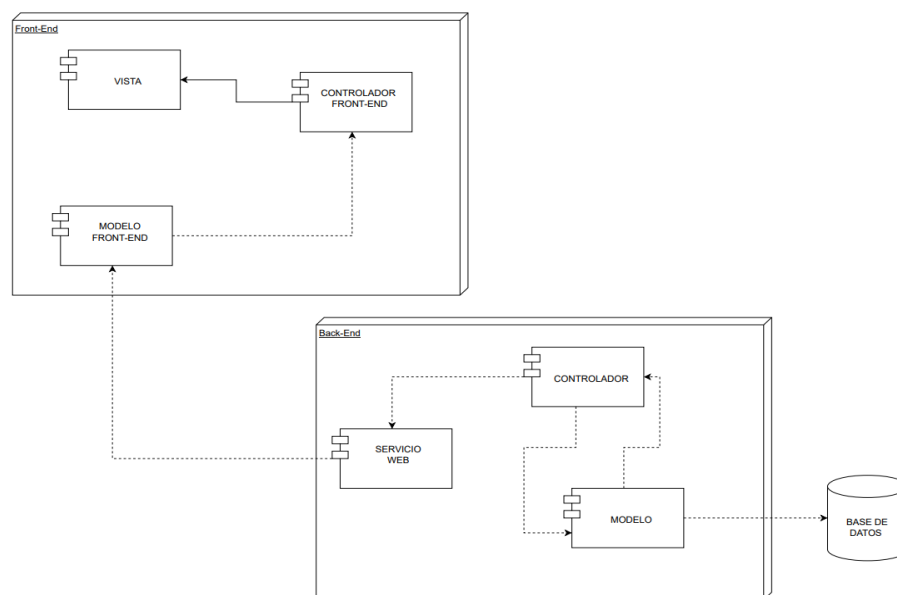 Front-End
VISTA
CONTROLADOR
FRONT-END
MODELO
FRONT-END
Back-End
CONTROLADOR
SERVICIO
WEB
MODELO
BASE DE
DATOS